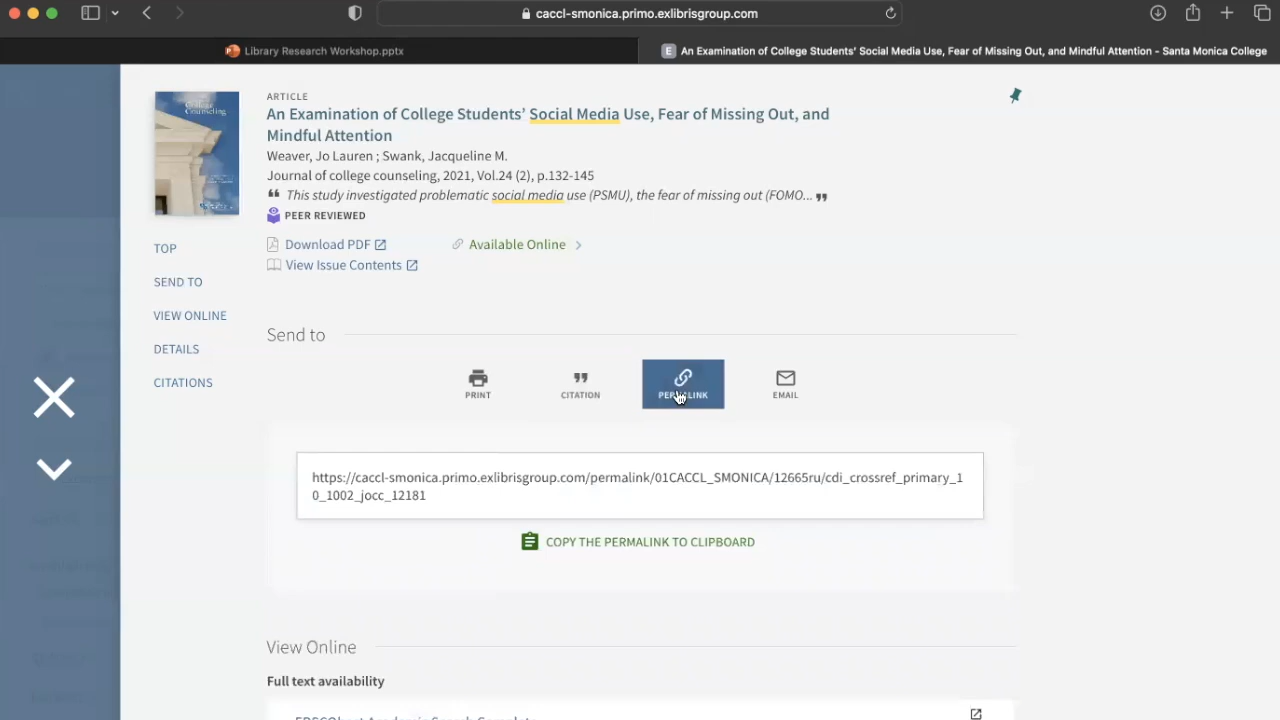 caccl-smonica.primo.exlibrisgroup.com
Library Research Workshop.pptx
An Examination of College Students' Social Media Use, Fear of Missing Out, and Mindful Attention - Santa Monica College
ARTICLE
An Examination of College Students' Social Media Use, Fear of Missing Out, and
Mindful Attention
Weaver, Jo Lauren ; Swank, Jacqueline M.
Journal of college counseling, 2021, Vol.24 (2), p.132-145
This study investigated problematic social media use (PSMU), the fear of missing out (FOMO...
PEER REVIEWED
Download PDF
Available Online
View Issue Contents
TOP
SEND TO
VIEW ONLINE
DETAILS
CITATIONS
Send to
PRINT
CITATION
PERMALINK
EMAIL
https://caccl-smonica.primo.exlibrisgroup.com/permalink/01CACCL_SMONICA/12665ru/cdi_crossref_primary_1
0_1002_jocc_12181
COPY THE PERMALINK TO CLIPBOARD
View Online
Full text availability
EBSCOhost Academic Search Complete